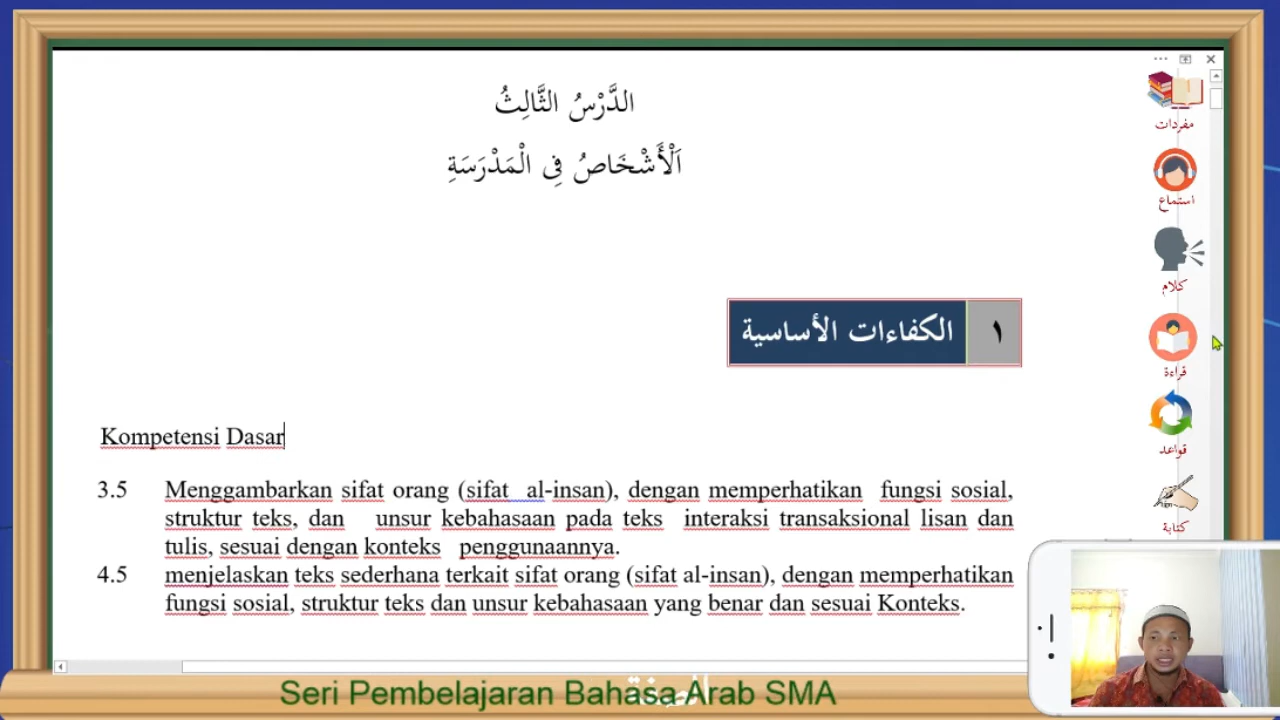 الدَّرْسُ الثَّالِثُ
اَلْأَشْخَاصُ فِى الْمَدْرَسَةِ
١ الكفاءات الأساسية
Kompetensi Dasar
3.5 Menggambarkan sifat orang (sifat al-insan), dengan memperhatikan fungsi sosial,
struktur teks, dan unsur kebahasaan pada teks interaksi transaksional lisan dan
tulis, sesuai dengan konteks penggunaannya.
4.5 menjelaskan teks sederhana terkait sifat orang (sifat al-insan), dengan memperhatikan
fungsi sosial, struktur teks dan unsur kebahasaan yang benar dan sesuai Konteks.
مفردات
استماع
كلام
قراءة
قواعد
كتابة
Seri Pembelajaran Bahasa Arab SMA